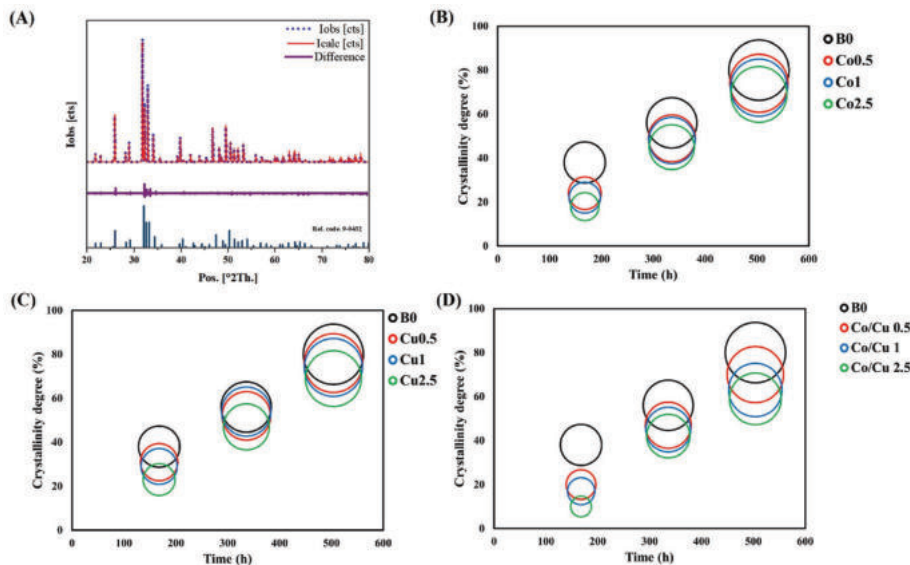 (A)
Iobs [cts]
Icalc [cts]
Difference
Iobs [cts]
Ref. code. 9-0432
20 30 40 50 60 70 80
Pos. [°2Th.]
(B)
B0
Co0.5
Co1
Co2.5
Crystallinity degree (%)
100
80
60
40
20
0
0 100 200 300 400 500 600
Time (h)
(C)
B0
Cu0.5
Cu1
Cu2.5
Crystallinity degree (%)
100
80
60
40
20
0
0 100 200 300 400 500 600
Time (h)
(D)
B0
Co/Cu 0.5
Co/Cu 1
Co/Cu 2.5
Crystallinity degree (%)
100
80
60
40
20
0
0 100 200 300 400 500 600
Time (h)